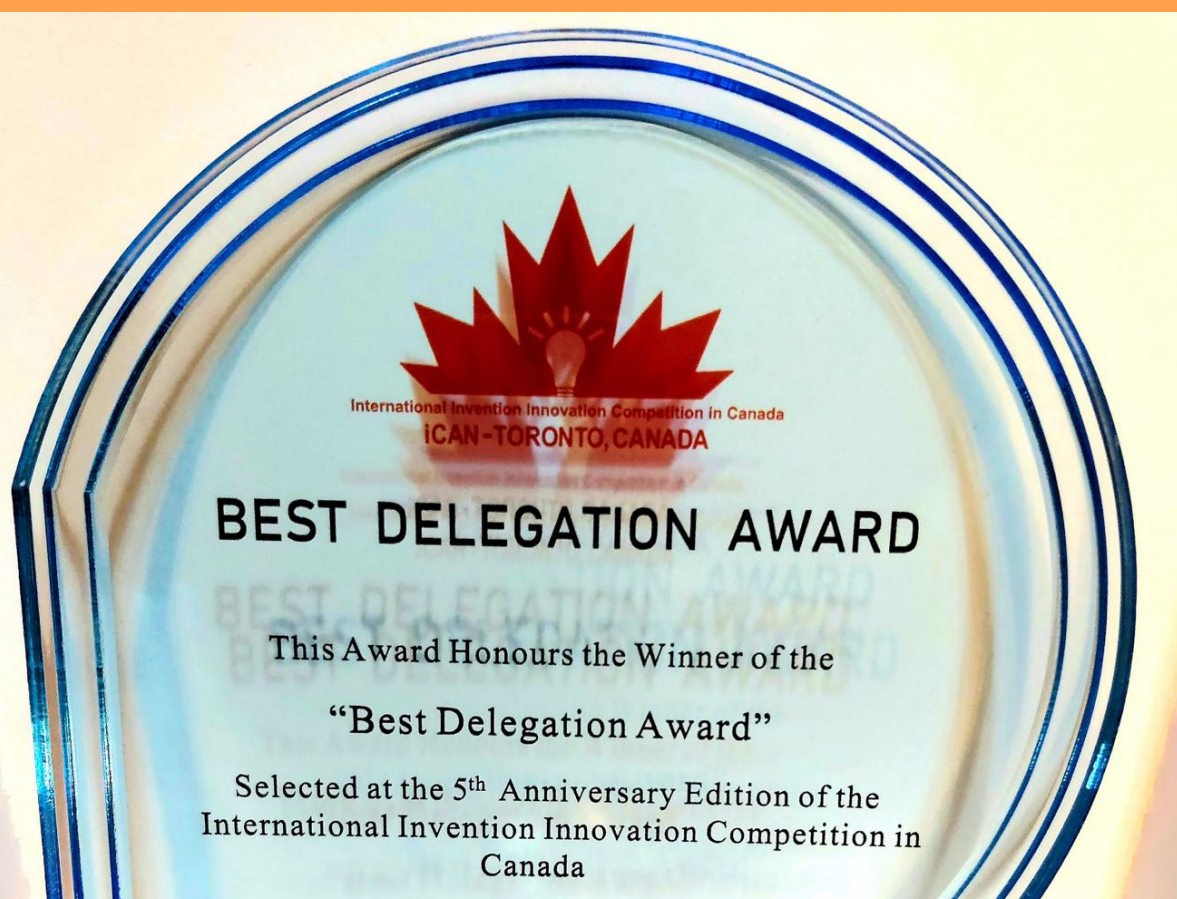 International Invention Innovation Competition in Canada
iCAN-TORONTO, CANADA
BEST DELEGATION AWARD
This Award Honours the Winner of the
“Best Delegation Award”
Selected at the 5th Anniversary Edition of the
International Invention Innovation Competition in
Canada